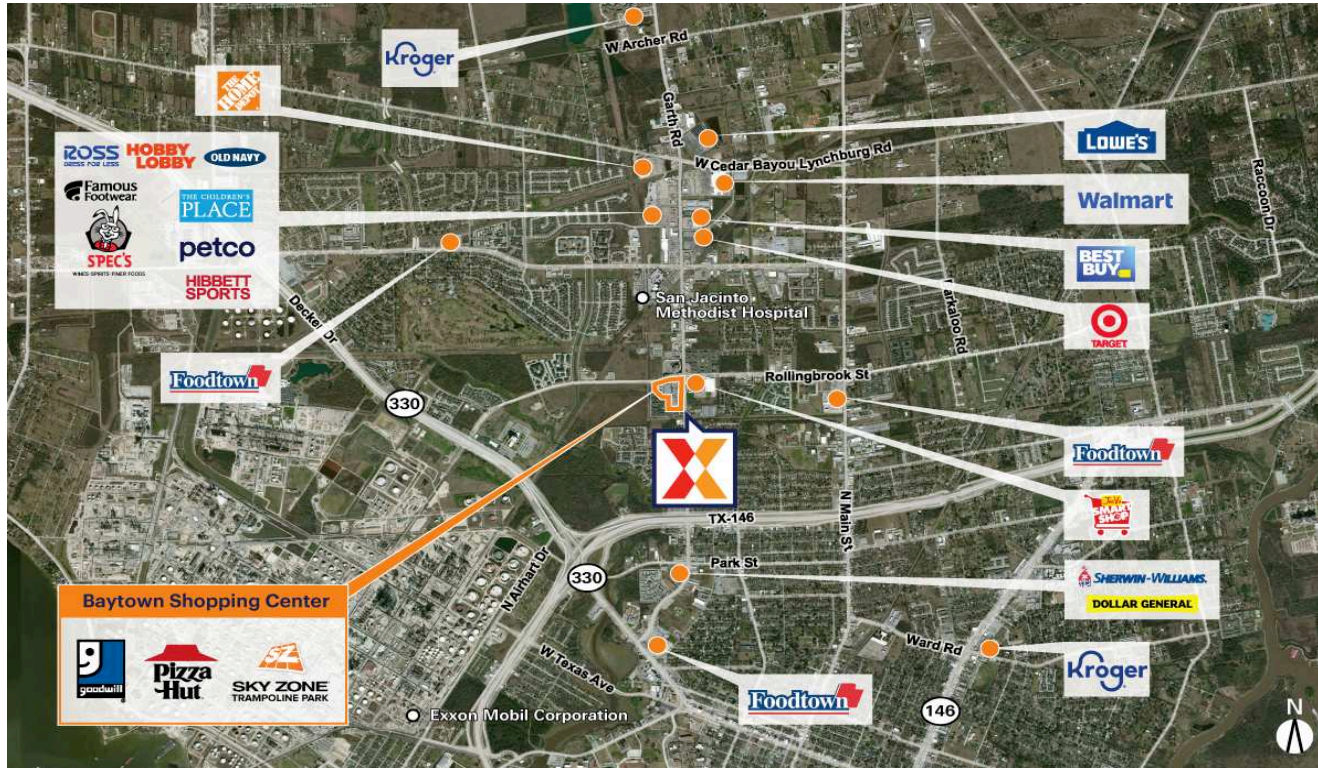 W Archer Rd
Kroger
THE
HOME
DEPOT
Garth Rd
LOWE'S
W Cedar Bayou Lynchburg Rd
ROSS
DRESS FOR LESS
HOBBY
LOBBY
OLD NAVY
Raccoon Dr
Famous
Footwear
THE CHILDREN'S
PLACE
Walmart
SPEC'S
WINES·SPIRITS·FINER FOODS
petco
BEST
BUY
HIBBETT
SPORTS
San Jacinto
Methodist Hospital
Decker Dr
arkaloo Rd
TARGET
Foodtown
330
Rollingbrook St
Foodtown
SMART
SHOP
TX-146
N Main St
Park St
N Airhart Dr
330
SHERWIN-WILLIAMS.
DOLLAR GENERAL
Baytown Shopping Center
g
goodwill
Pizza
Hut
SZ
SKY ZONE
TRAMPOLINE PARK
Ward Rd
W Texas Ave
Kroger
Foodtown
146
Exxon Mobil Corporation
N